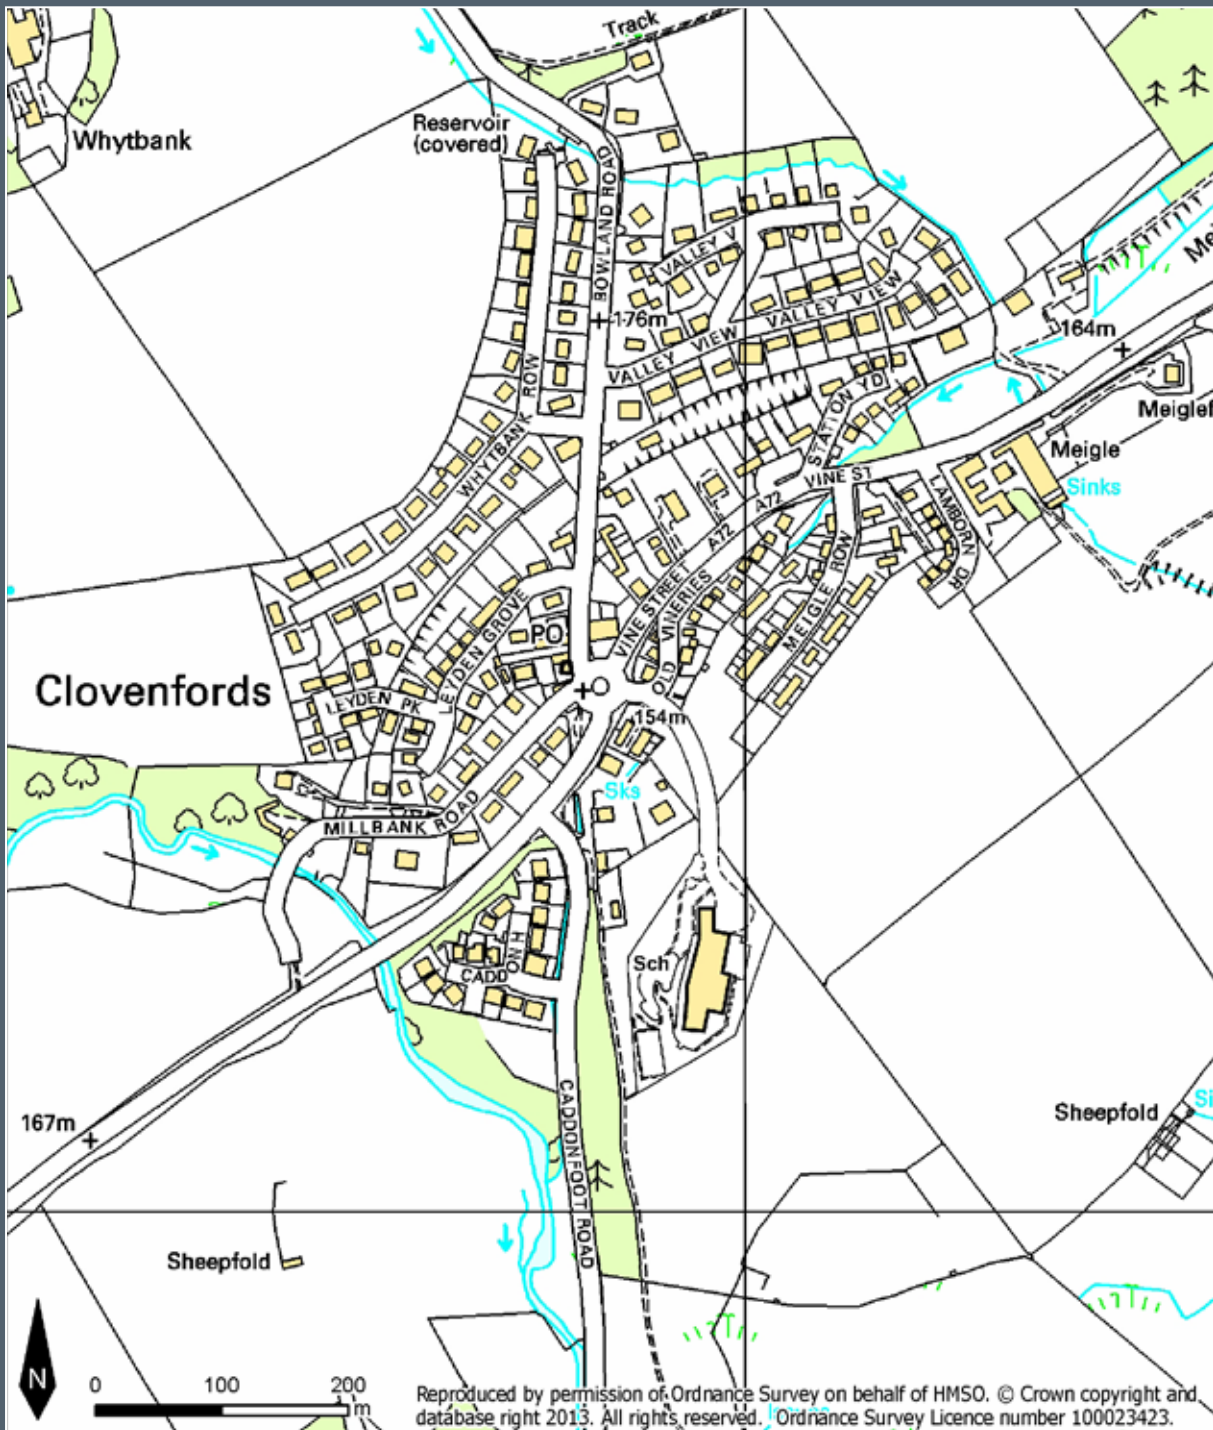 Track
Whytbank
Reservoir
(covered)
BOWLAND ROAD
VALLEY V
VALLEY VIEW
VALLEY VIEW
176m
164m
ROW
WHYTBANK
STATION YD
Meigle
VINE ST
A72
A72
Sinks
LAMBORN DR
MEIGLE ROW
VINE STREET
OLD VINERIES
LEYDEN GROVE
PO
Clovenfords
LEYDEN PK
154m
Sks
MILLBANK ROAD
Sch
CADDON H
167m
CADDONFOOT ROAD
Sheepfold
Sheepfold
N
0 100 200
m
Reproduced by permission of Ordnance Survey on behalf of HMSO. © Crown copyright and
database right 2013. All rights reserved. Ordnance Survey Licence number 100023423.